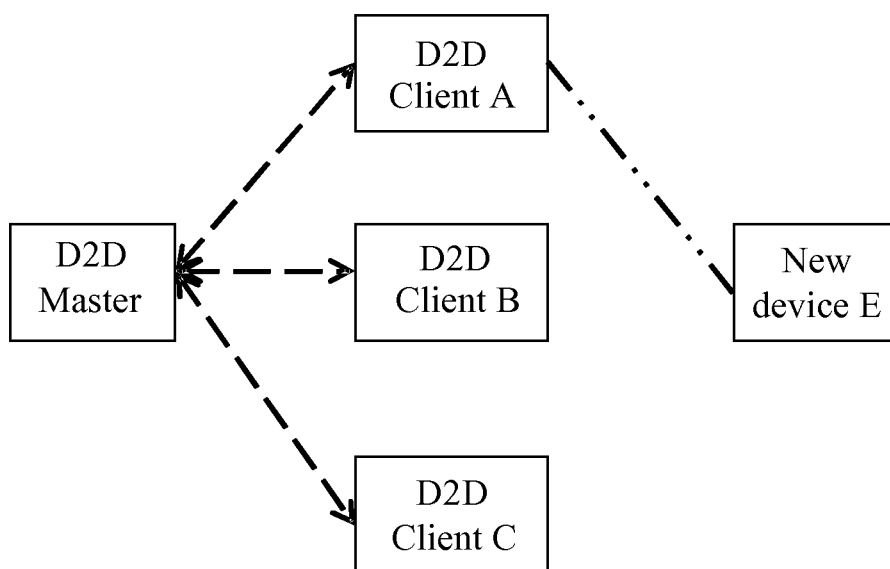 D2D
Client A
D2D
Master
D2D
Client B
New
device E
D2D
Client C